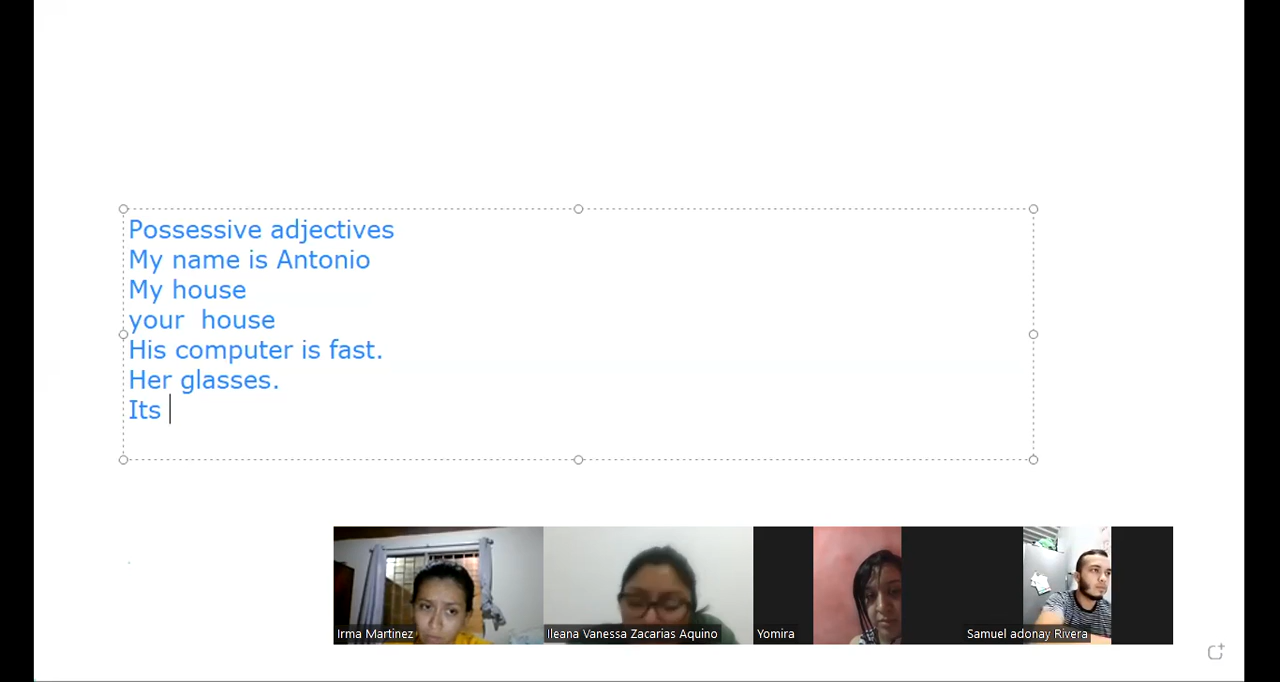 Possessive adjectives
My name is Antonio
My house
your  house
His computer is fast.
Her glasses.
Its
Irma Martinez
Ileana Vanessa Zacarias Aquino
Yomira
Samuel adonay Rivera